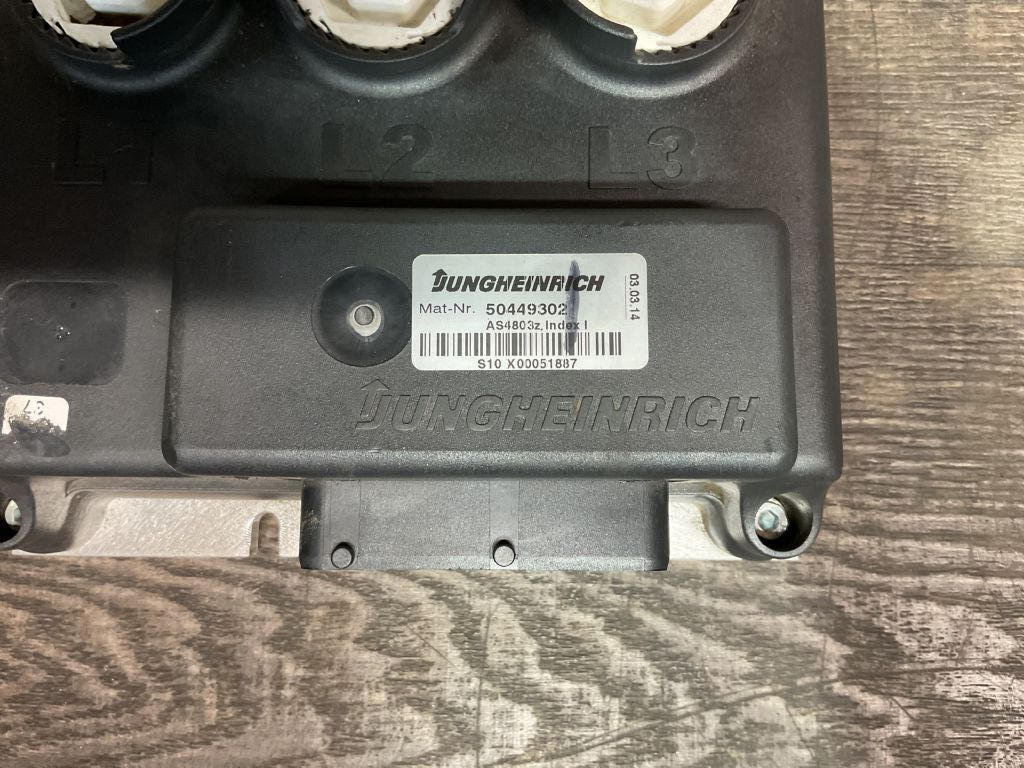 L1 L2 L3
JUNGHEINRICH
Mat-Nr. 50449302
AS4803z, Index I
S10 X00051887
03.03.14
JUNGHEINRICH